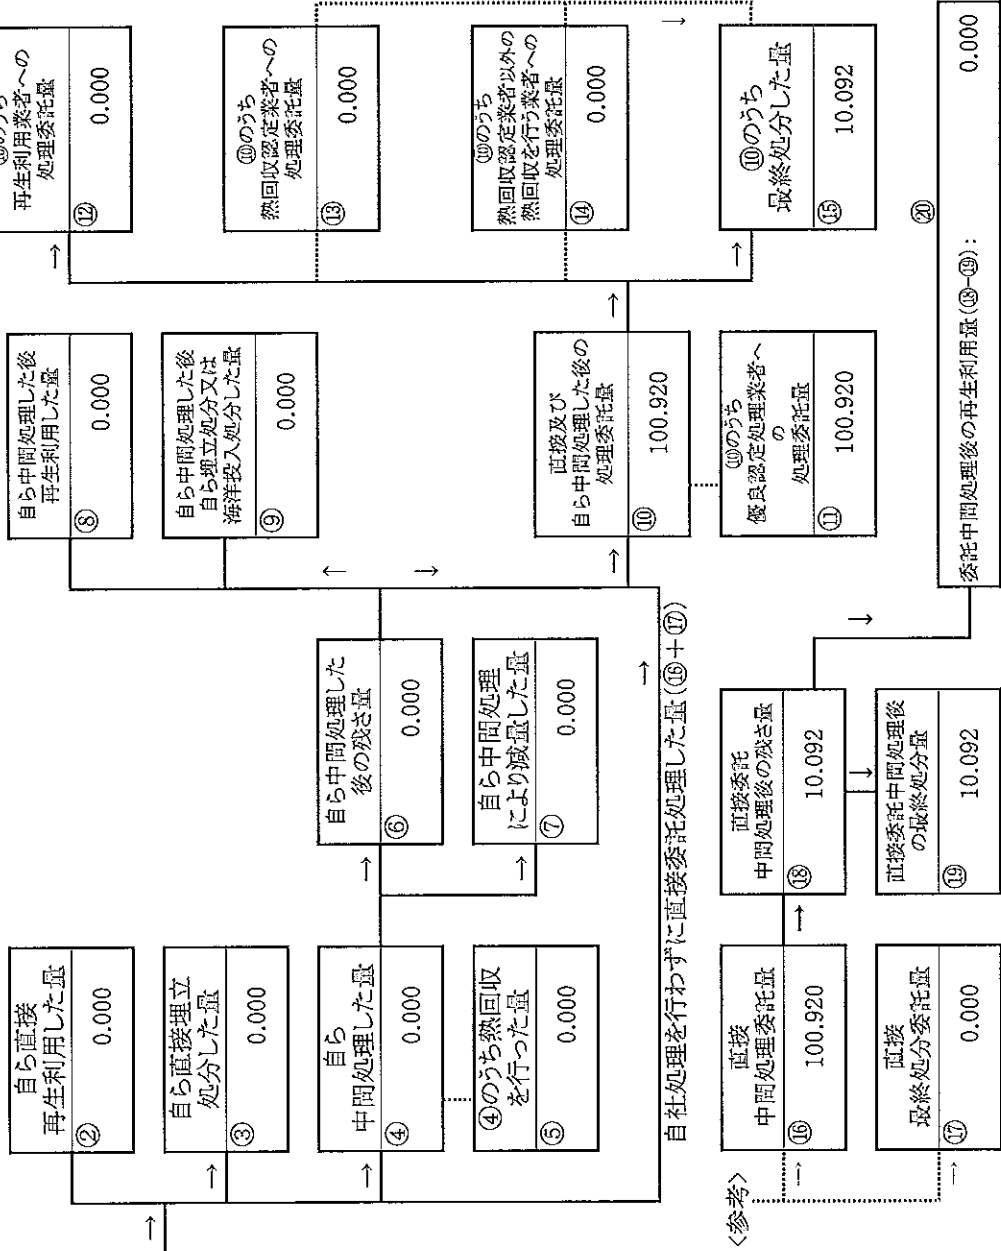 自ら直接
再生利用した量
②
0.000
自ら直接埋立
処分した量
③
0.000
自ら
中間処理した量
④
0.000
④のうち熱回収
を行った量
⑤
0.000
自ら中間処理した
後の残さ量
⑥
0.000
自ら中間処理
により減量した量
⑦
0.000
自ら中間処理した後
再生利用した量
⑧
0.000
自ら中間処理した後
自ら埋立処分又は
海洋投入処分した量
⑨
0.000
直接及び
自ら中間処理した後の
処理委託量
⑩
100.920
⑩のうち
優良認定処理業者へ
の
処理委託量
⑪
100.920
⑩のうち
再生利用業者への
処理委託量
⑫
0.000
⑩のうち
熱回収認定業者への
処理委託量
⑬
0.000
⑩のうち
熱回収認定業者以外の
熱回収を行う業者への
処理委託量
⑭
0.000
⑩のうち
最終処分した量
⑮
10.092
自社処理を行わずに直接委託処理した量(⑯+⑰)
<参考>
直接
中間処理委託量
⑯
100.920
直接
最終処分委託量
⑰
0.000
直接委託
中間処理後の残さ量
⑱
10.092
直接委託中間処理後
の最終処分量
⑲
10.092
⑳
委託中間処理後の再生利用量(⑱-⑲):
0.000